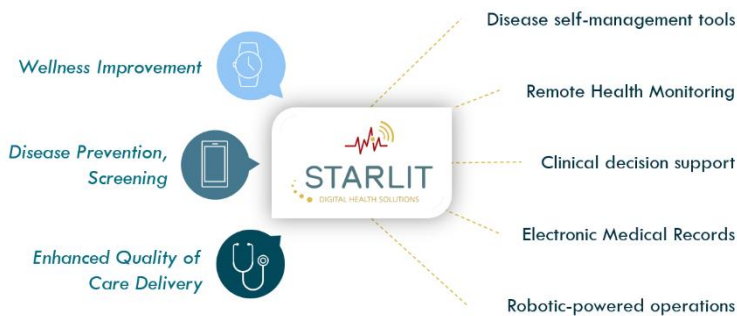 Wellness Improvement
Disease Prevention,
Screening
Enhanced Quality of
Care Delivery
STARLIT
DIGITAL HEALTH SOLUTIONS
Disease self-management tools
Remote Health Monitoring
Clinical decision support
Electronic Medical Records
Robotic-powered operations